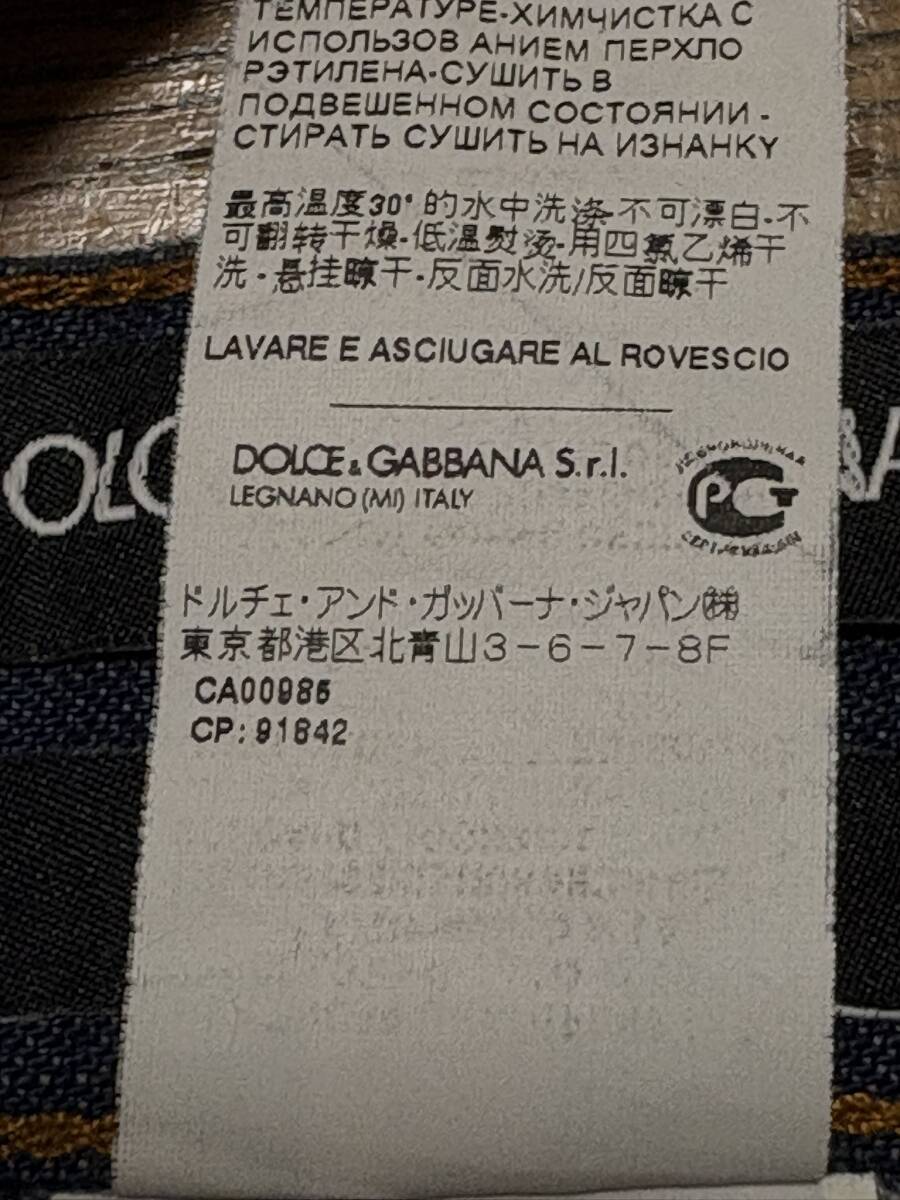 ТЕМПЕРАТУРЕ-ХИМЧИСТКА С
ИСПОЛЬЗОВ АНИЕМ ПЕРХЛО
РЭТИЛЕНА-СУШИТЬ В
ПОДВЕШЕННОМ СОСТОЯНИИ -
СТИРАТЬ СУШИТЬ НА ИЗНАНКУ
最高温度30° 的水中洗涤-不可漂白-不
可翻转干燥-低温熨烫-用四氯乙烯干
洗-悬挂晾干-反面水洗/反面晾干
LAVARE E ASCIUGARE AL ROVESCIO
DOLCE & GABBANA S.r.l.
LEGNANO (MI) ITALY
РСТ
ドルチェ・アンド・ガッバーナ・ジャパン㈱
東京都港区北青山3-6-7-8F
CA00986
CP: 91842